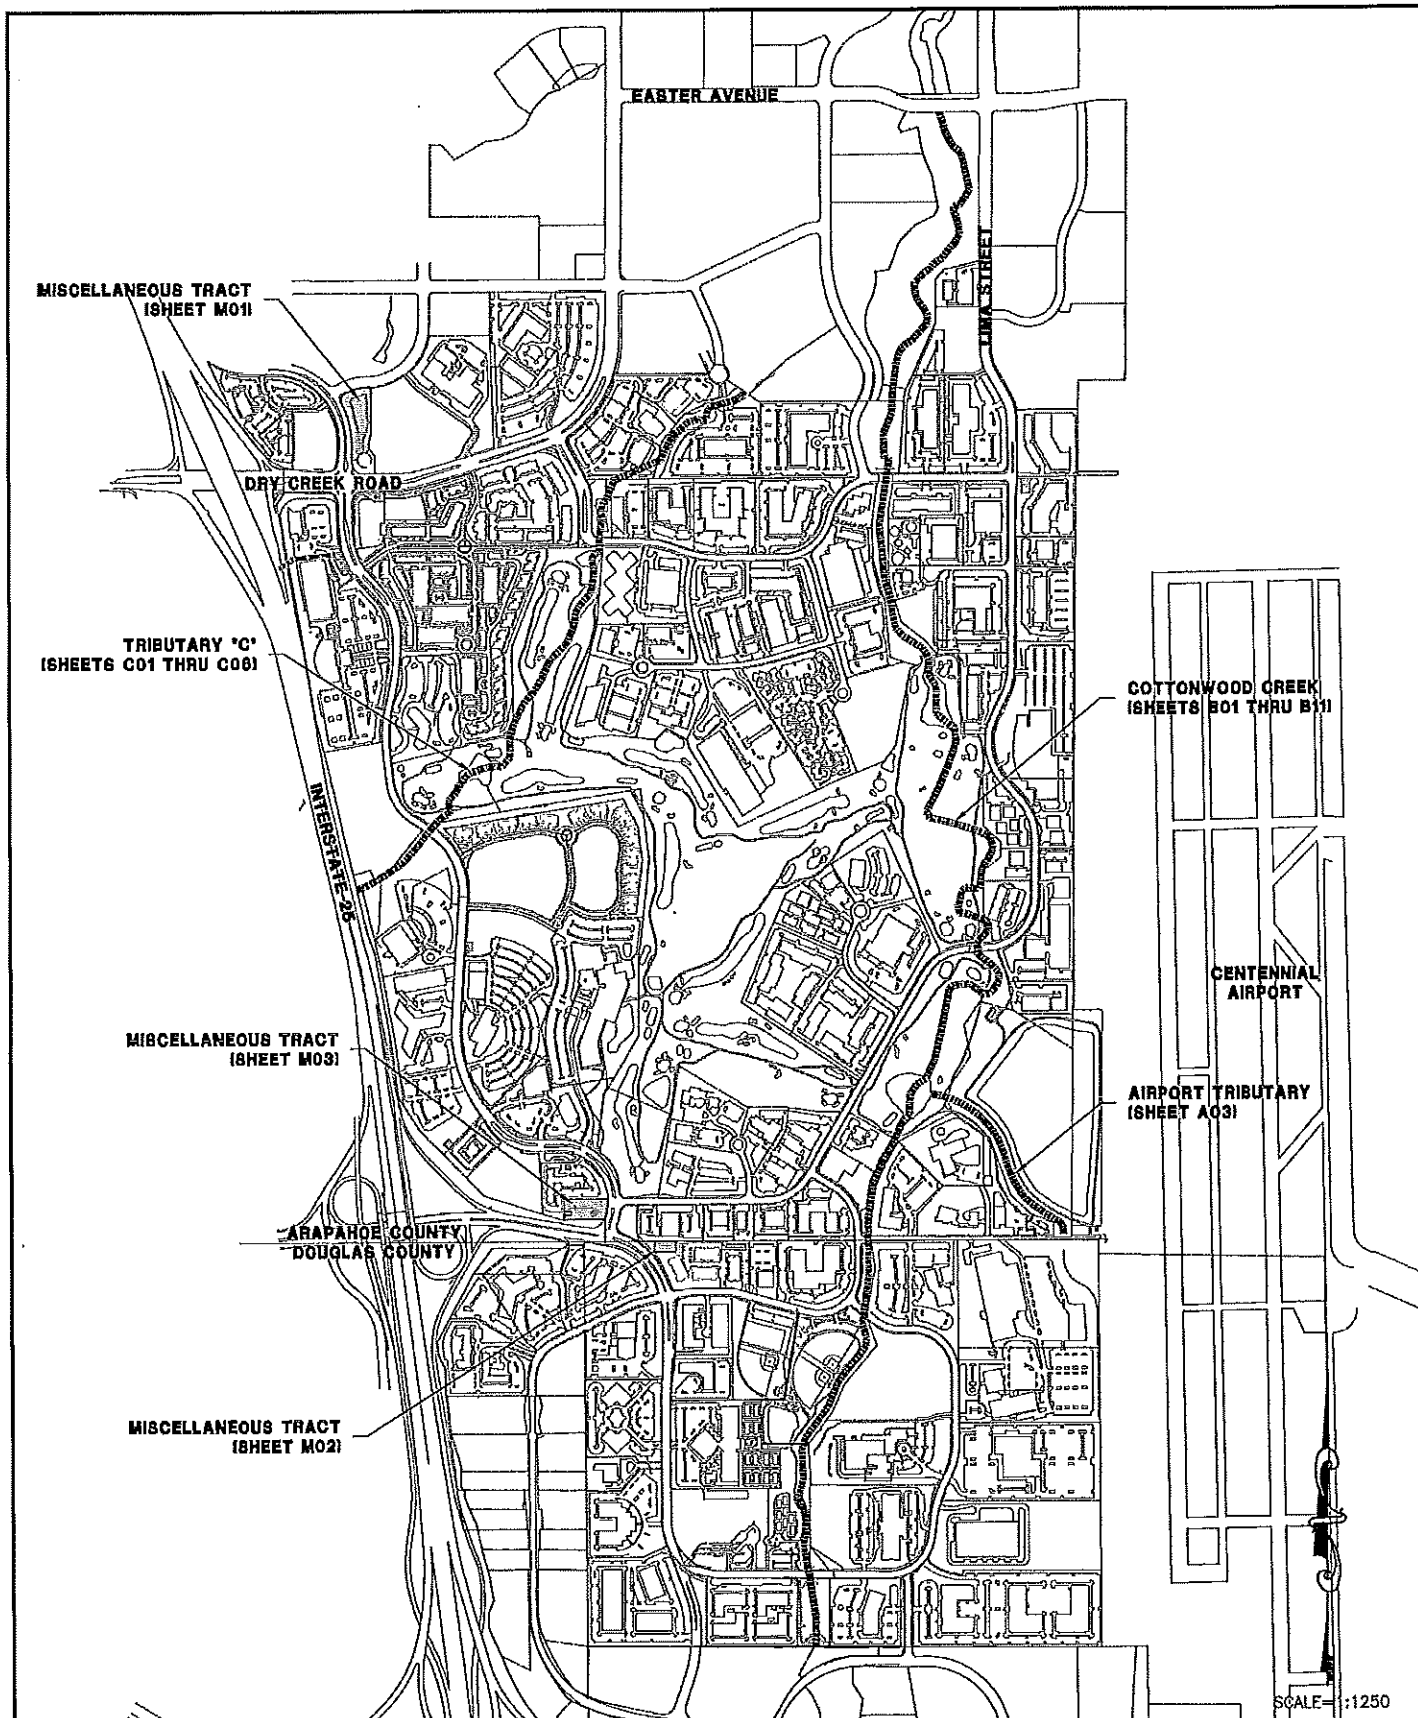 EASTER AVENUE
LIMA STREET
MISCELLANEOUS TRACT
(SHEET M01)
DRY CREEK ROAD
TRIBUTARY "C"
(SHEETS C01 THRU C06)
COTTONWOOD CREEK
(SHEETS B01 THRU B11)
INTERSTATE-25
CENTENNIAL
AIRPORT
MISCELLANEOUS TRACT
(SHEET M03)
AIRPORT TRIBUTARY
(SHEET A03)
ARAPAHOE COUNTY
DOUGLAS COUNTY
MISCELLANEOUS TRACT
(SHEET M02)
SCALE=1:1250